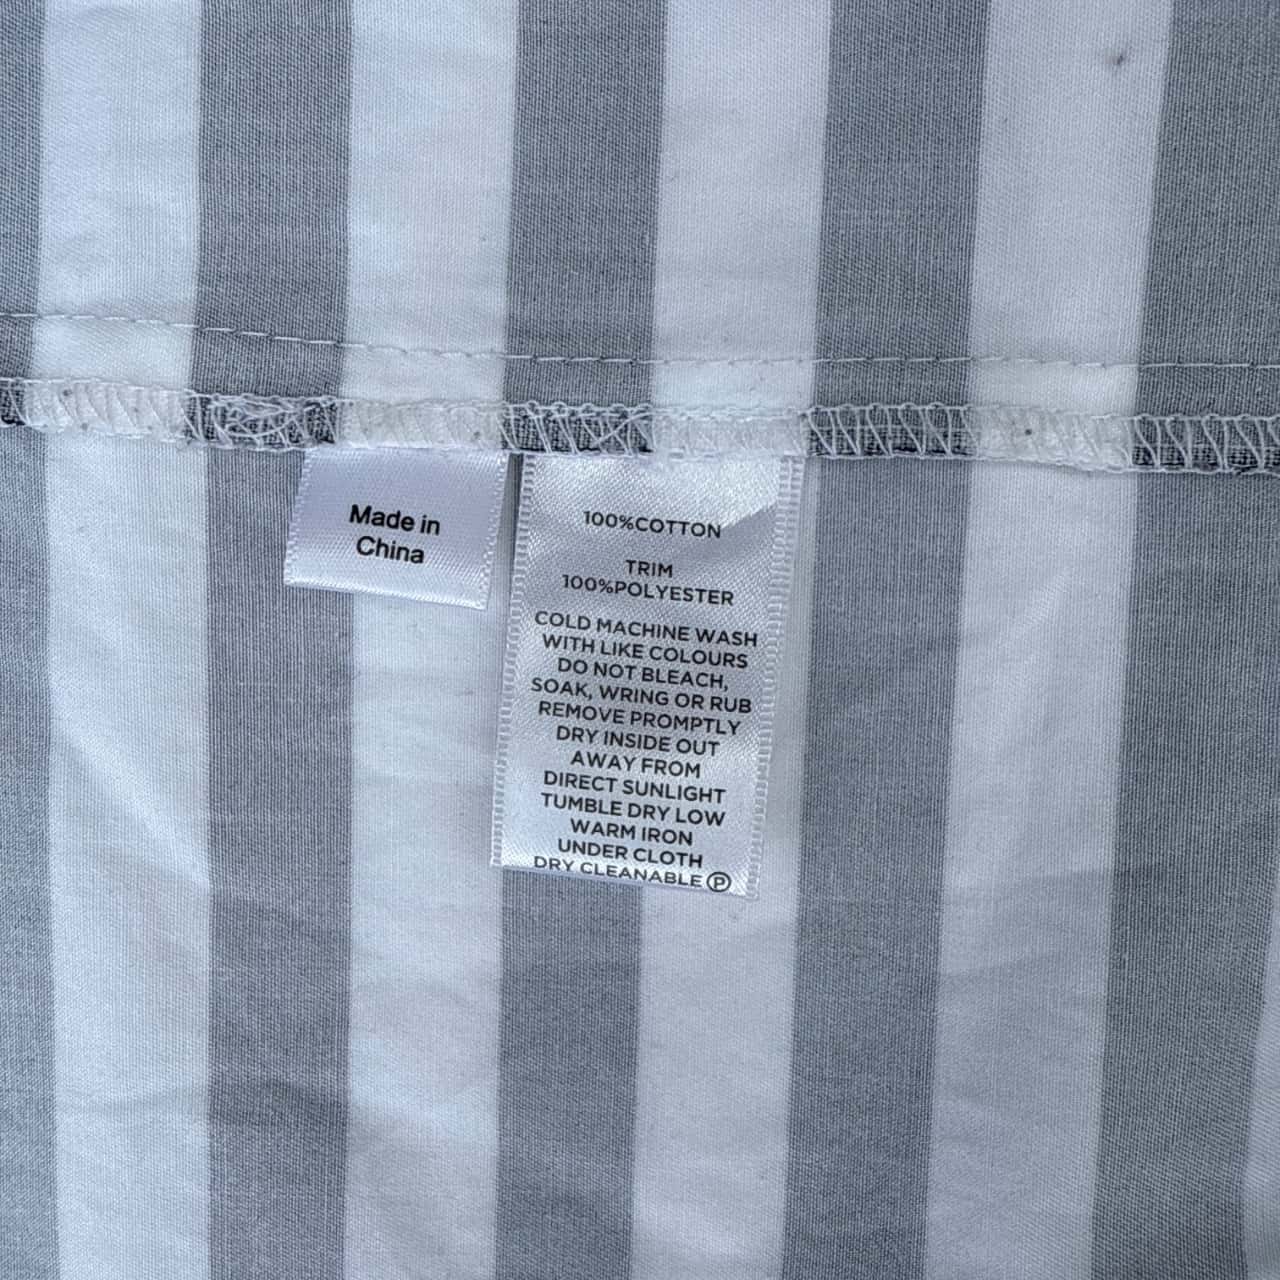 Made in
China
100%COTTON
TRIM
100%POLYESTER
COLD MACHINE WASH
WITH LIKE COLOURS
DO NOT BLEACH,
SOAK, WRING OR RUB
REMOVE PROMPTLY
DRY INSIDE OUT
AWAY FROM
DIRECT SUNLIGHT
TUMBLE DRY LOW
WARM IRON
UNDER CLOTH
DRY CLEANABLE Ⓟ